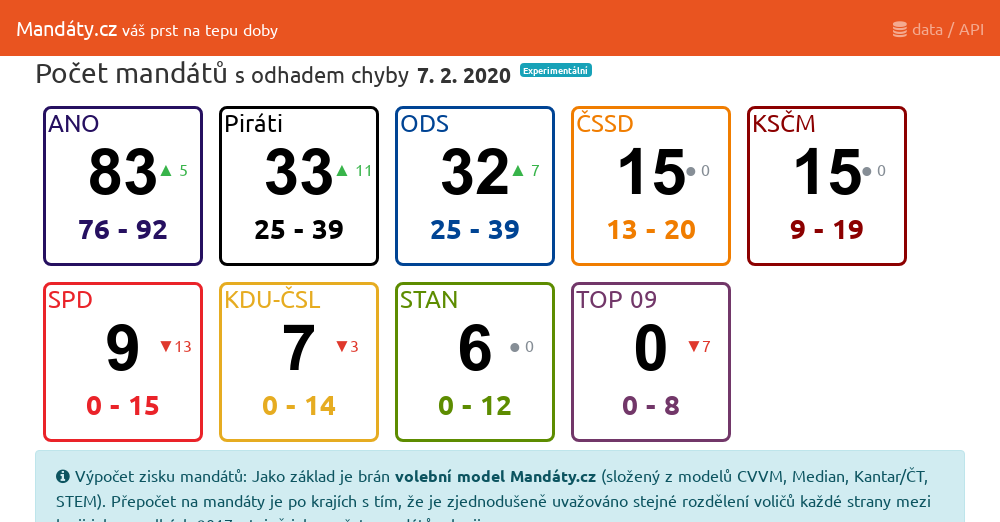 Mandáty.cz váš prst na tepu doby
data / API
Počet mandátů s odhadem chyby 7. 2. 2020 Experimentální
ANO
83 ▲ 5
76 - 92
Piráti
33 ▲ 11
25 - 39
ODS
32 ▲ 7
25 - 39
ČSSD
15 ● 0
13 - 20
KSČM
15 ● 0
9 - 19
SPD
9 ▼13
0 - 15
KDU-ČSL
7 ▼3
0 - 14
STAN
6 ● 0
0 - 12
TOP 09
0 ▼7
0 - 8
Výpočet zisku mandátů: Jako základ je brán volební model Mandáty.cz (složený z modelů CVVM, Median, Kantar/ČT,
STEM). Přepočet na mandáty je po krajích s tím, že je zjednodušeně uvažováno stejné rozdělení voličů každé strany mezi